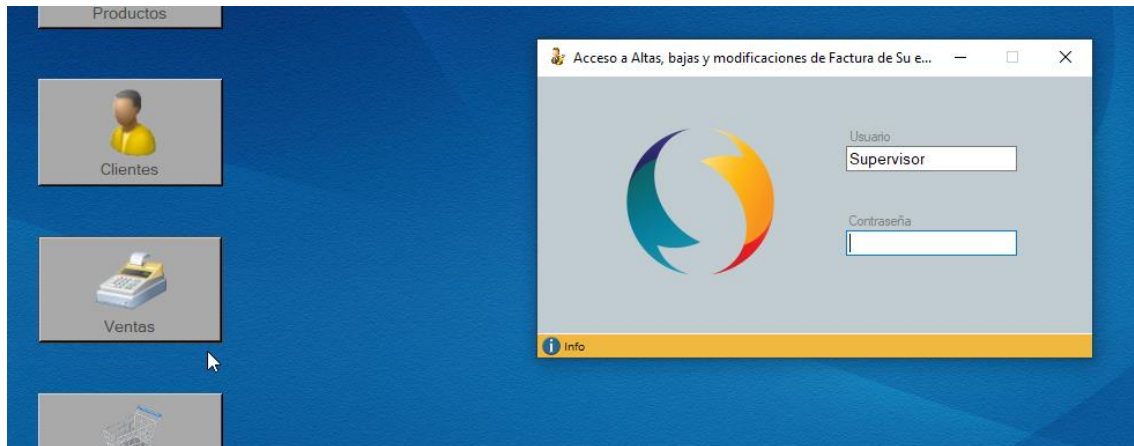 Productos
Clientes
Ventas
Acceso a Altas, bajas y modificaciones de Factura de Su e...
Usuario
Supervisor
Contraseña
Info